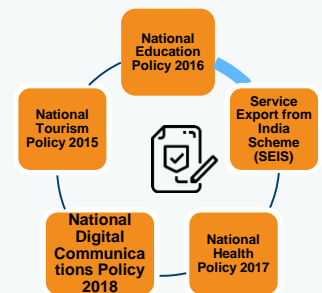 National
Education
Policy 2016
Service
Export from
India
Scheme
(SEIS)
National
Health
Policy 2017
National
Digital
Communica
tions Policy
2018
National
Tourism
Policy 2015